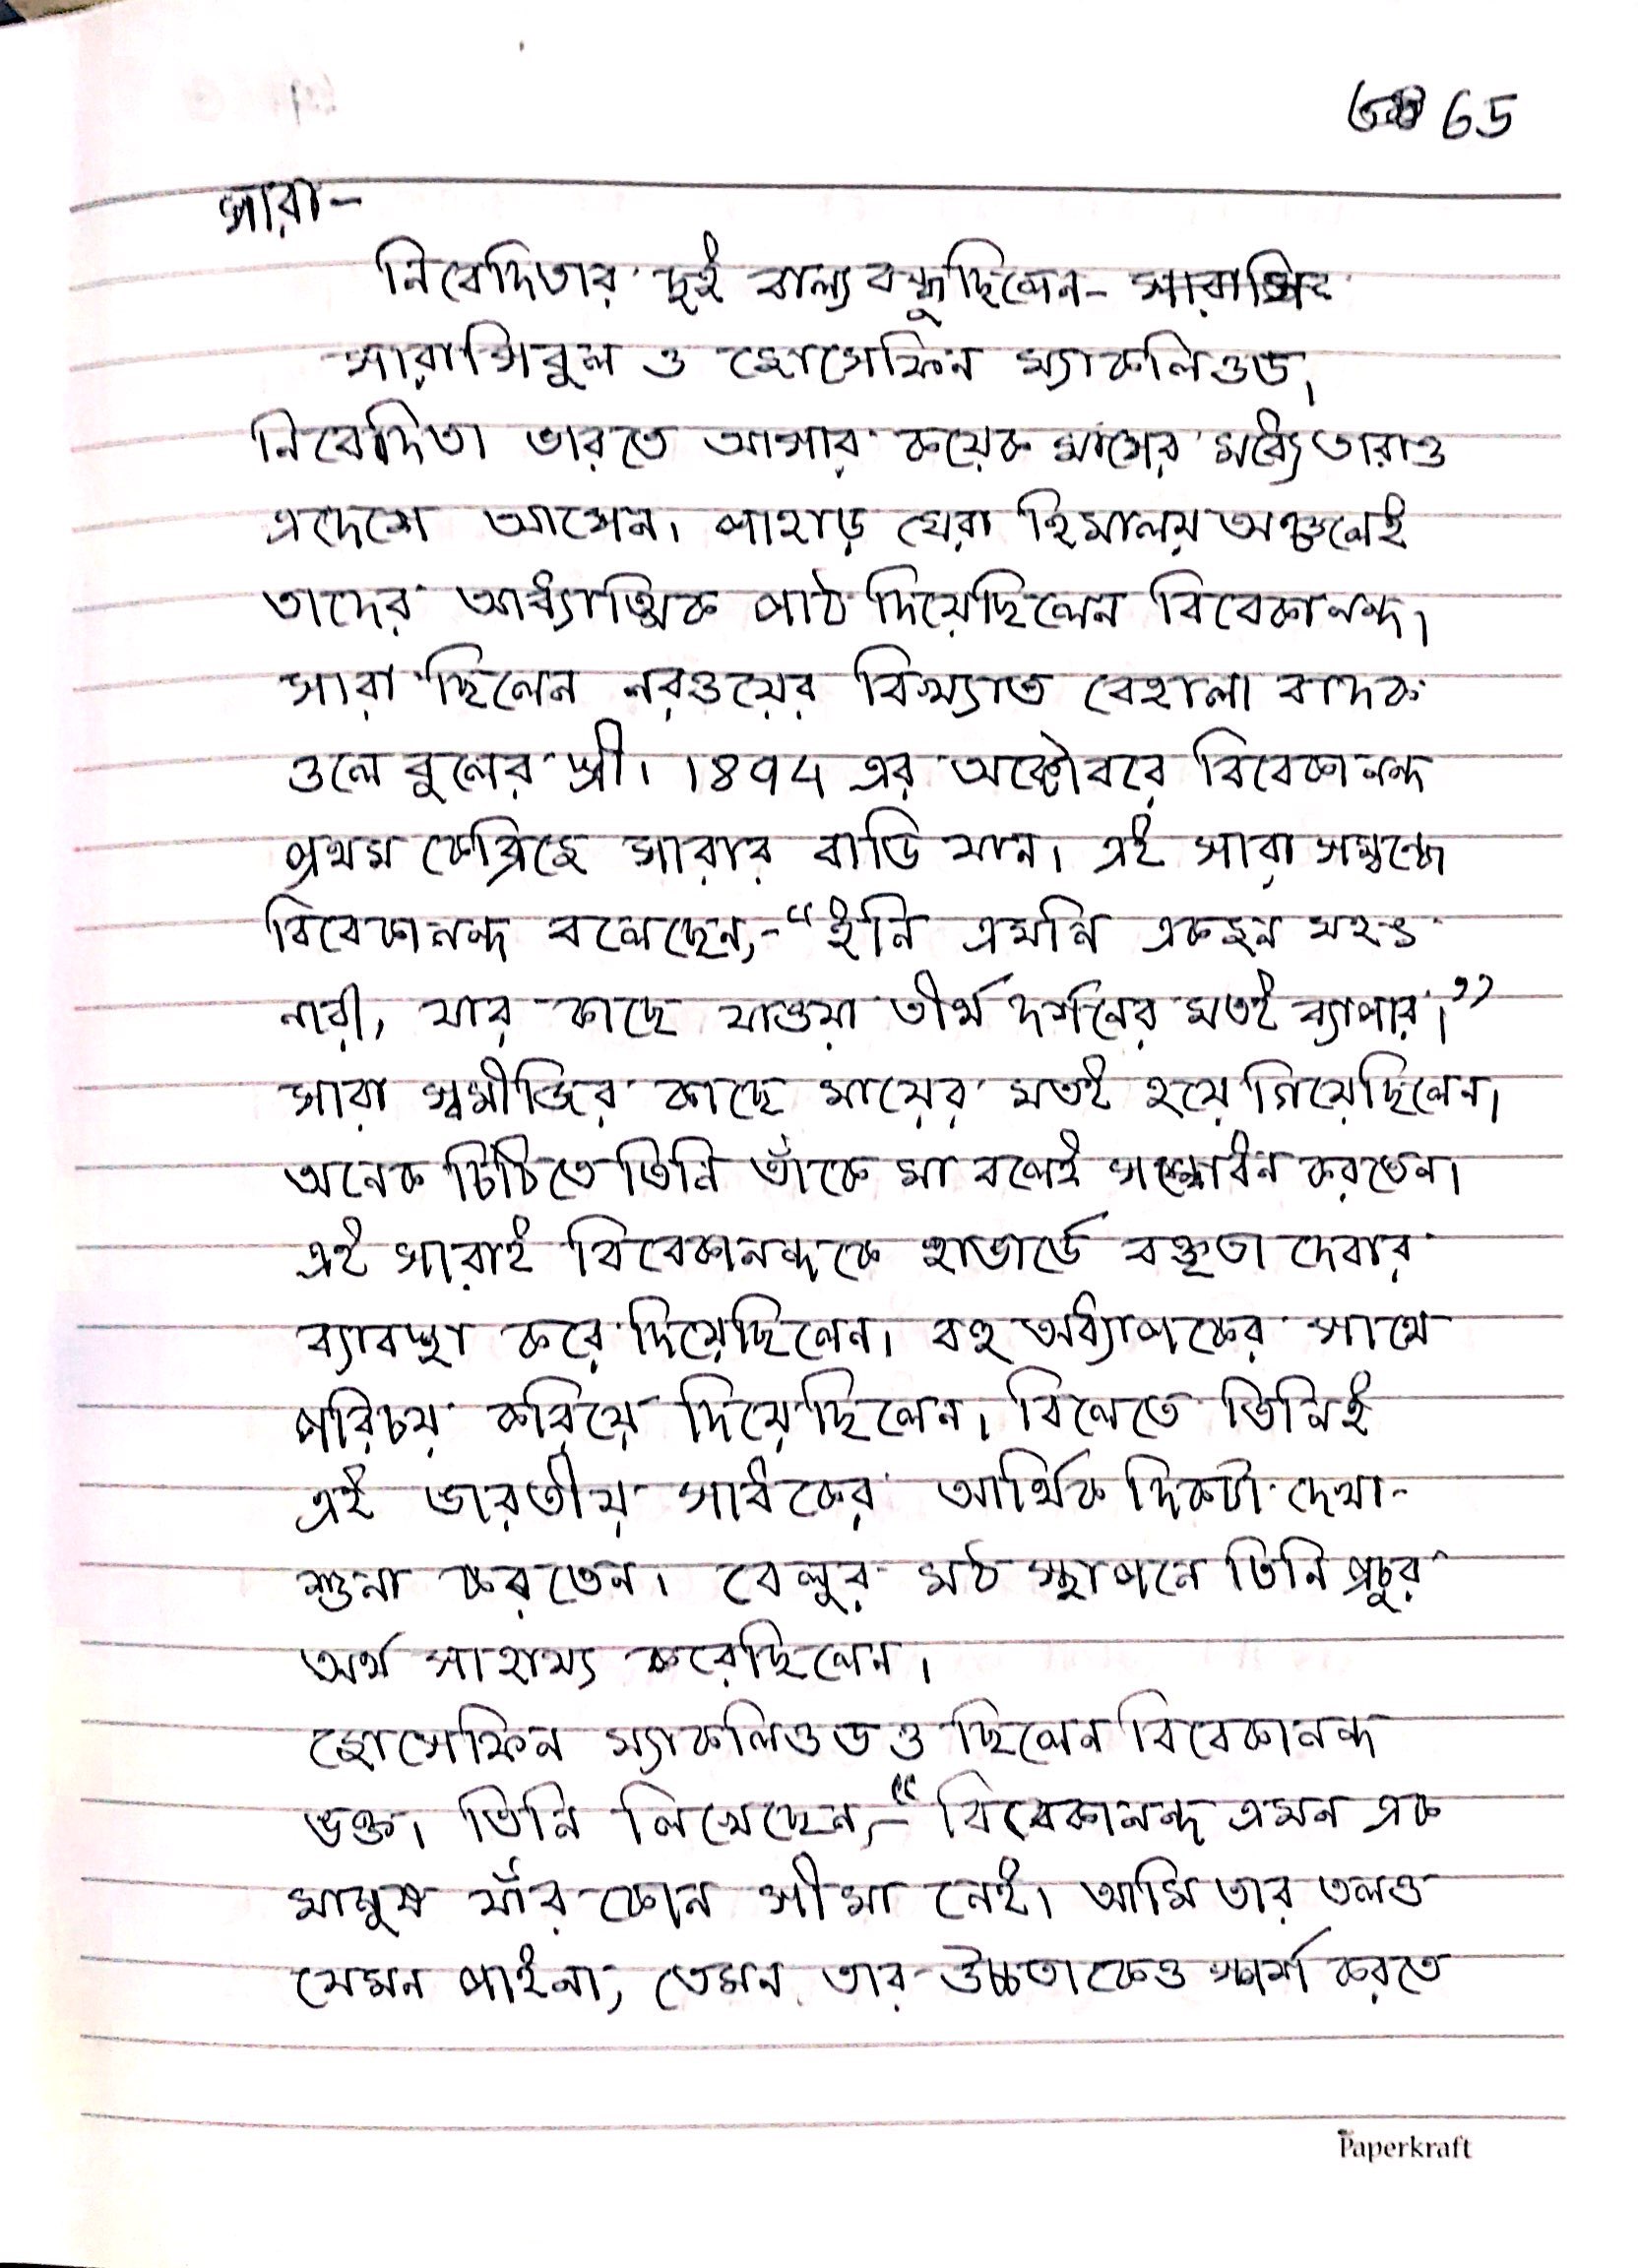 65
সারা-
নিবেদিতার দুই বাল্য বন্ধু ছিলেন-
সারা সি বুল ও জোসেফিন ম্যাকলিওড।
নিবেদিতা ভারতে আসার কয়েক মাসের মধ্যে তারাও
এদেশে আসেন। পাহাড় ঘেরা হিমালয় অঞ্চলেই
তাদের আধ্যাত্মিক পাঠ দিয়েছিলেন বিবেকানন্দ।
সারা ছিলেন নরওয়ের বিখ্যাত বেহালা বাদক
ওলে বুলের স্ত্রী। 1894 এর অক্টোবরে বিবেকানন্দ
প্রথম কেমব্রিজে সারার বাড়ি যান। এই সারা সম্বন্ধে
বিবেকানন্দ বলেছেন,- “ইনি এমনি একজন মহৎ
নারী, যার কাছে যাওয়া তীর্থ দর্শনের মতই ব্যাপার।”
সারা স্বামীজির কাছে মায়ের মতই হয়ে গিয়েছিলেন।
অনেক চিঠিতে তিনি তাঁকে মা বলেই সম্বোধন করতেন।
এই সারাই বিবেকানন্দকে হাভার্ডে বক্তৃতা দেবার
ব্যাবস্থা করে দিয়েছিলেন। বহু অধ্যাপকের সাথে
পরিচয় করিয়ে দিয়েছিলেন। বিলেতে তিনিই
এই ভারতীয় সাধকের আর্থিক দিকটা দেখা-
শুনা করতেন। বেলুর মঠ স্থাপনে তিনি প্রচুর
অর্থ সাহায্য করেছিলেন।
জোসেফিন ম্যাকলিওডও ছিলেন বিবেকানন্দ
ভক্ত। তিনি লিখেছেন,- “বিবেকানন্দ এমন এক
মানুষ যাঁর কোন সীমা নেই। আমি তার তলও
যেমন পাইনা, তেমন তার উচ্চতাকেও স্পর্শ করতে
Paperkraft